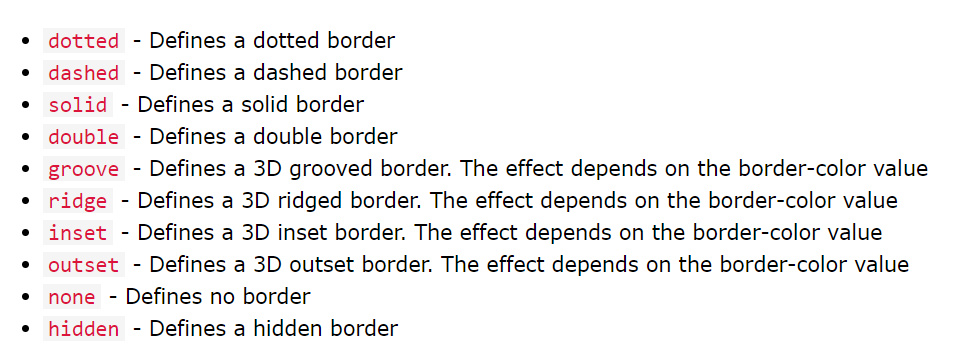 dotted - Defines a dotted border
dashed - Defines a dashed border
solid - Defines a solid border
double - Defines a double border
groove - Defines a 3D grooved border. The effect depends on the border-color value
ridge - Defines a 3D ridged border. The effect depends on the border-color value
inset - Defines a 3D inset border. The effect depends on the border-color value
outset - Defines a 3D outset border. The effect depends on the border-color value
none - Defines no border
hidden - Defines a hidden border